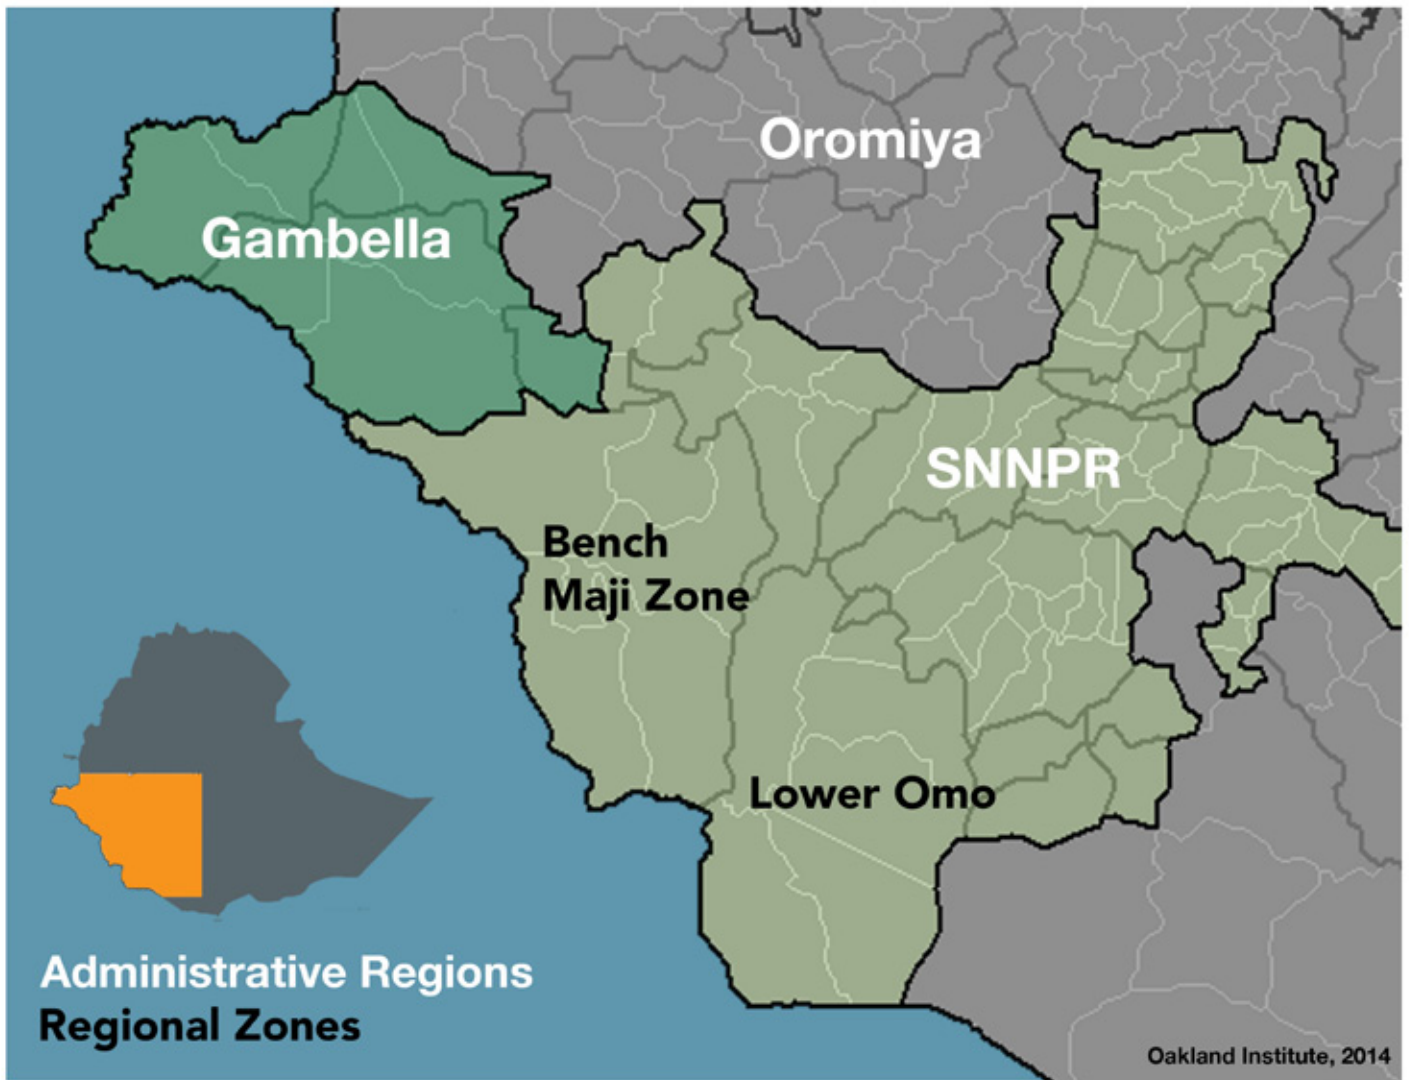 Oromiya
Gambella
SNNPR
Bench
Maji Zone
Lower Omo
Administrative Regions
Regional Zones
Oakland Institute, 2014